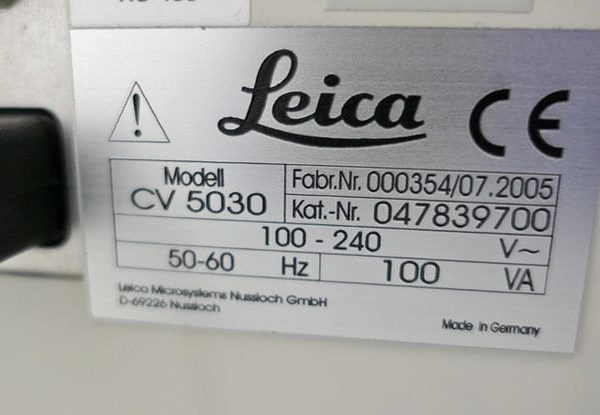 Leica CE
Modell Fabr.Nr. 000354/07.2005
CV 5030 Kat.-Nr. 047839700
100 - 240 V~
50-60 Hz 100 VA
Leica Microsystems Nussloch GmbH
D-69226 Nussloch
Made in Germany